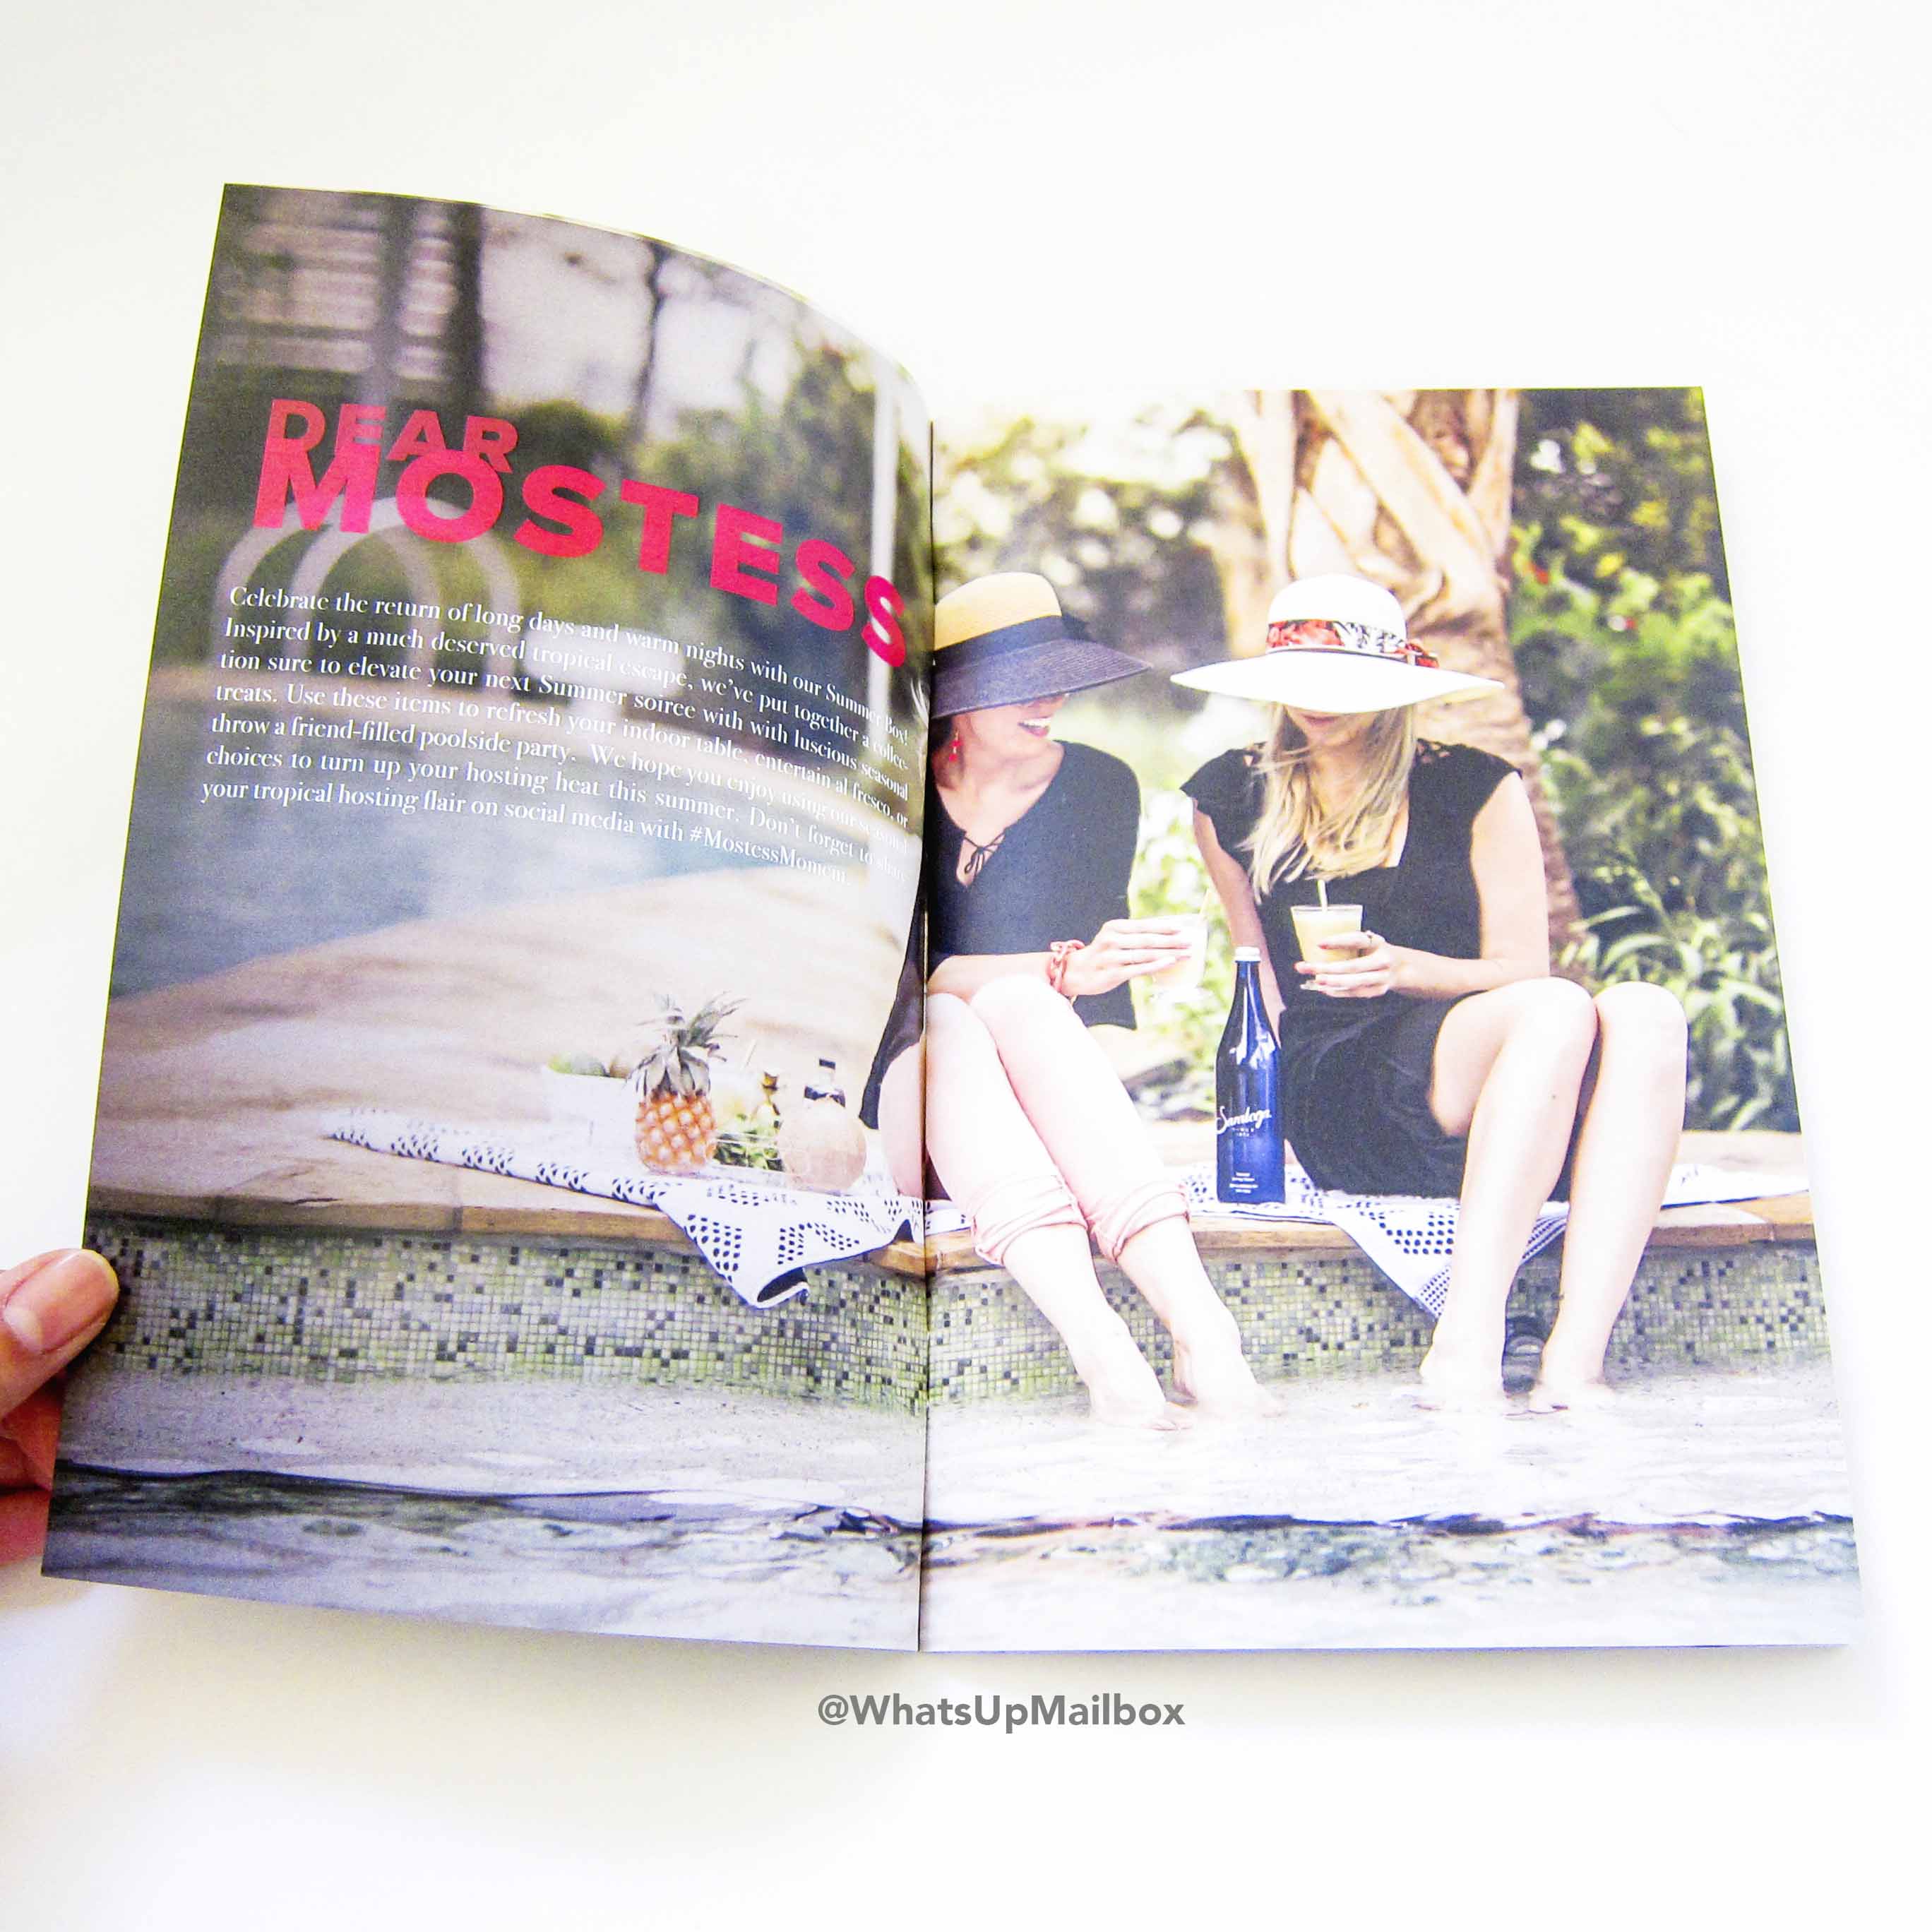 DEAR
MOSTESS
Celebrate the return of long days and warm nights with our Summer Box!
Inspired by a much deserved tropical escape, we've put together a collec-
tion sure to elevate your next Summer soiree with with luscious seasonal
treats. Use these items to refresh your indoor table, entertain al fresco, or
throw a friend-filled poolside party. We hope you enjoy using our seasonal
choices to turn up your hosting heat this summer. Don't forget to share
your tropical hosting flair on social media with #MostessMoment.
Saratoga
@WhatsUpMailbox